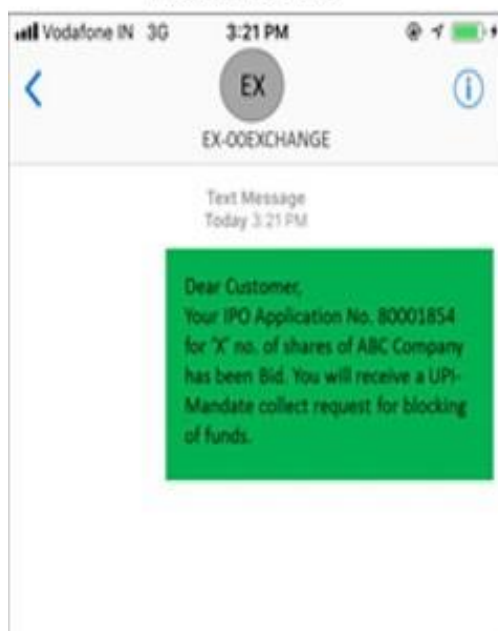 Vodafone IN 3G 3:21 PM
EX
EX-00EXCHANGE
Text Message
Today 3:21 PM
Dear Customer,
Your IPO Application No. 80001854
for 'X' no. of shares of ABC Company
has been Bid. You will receive a UPI-
Mandate collect request for blocking
of funds.